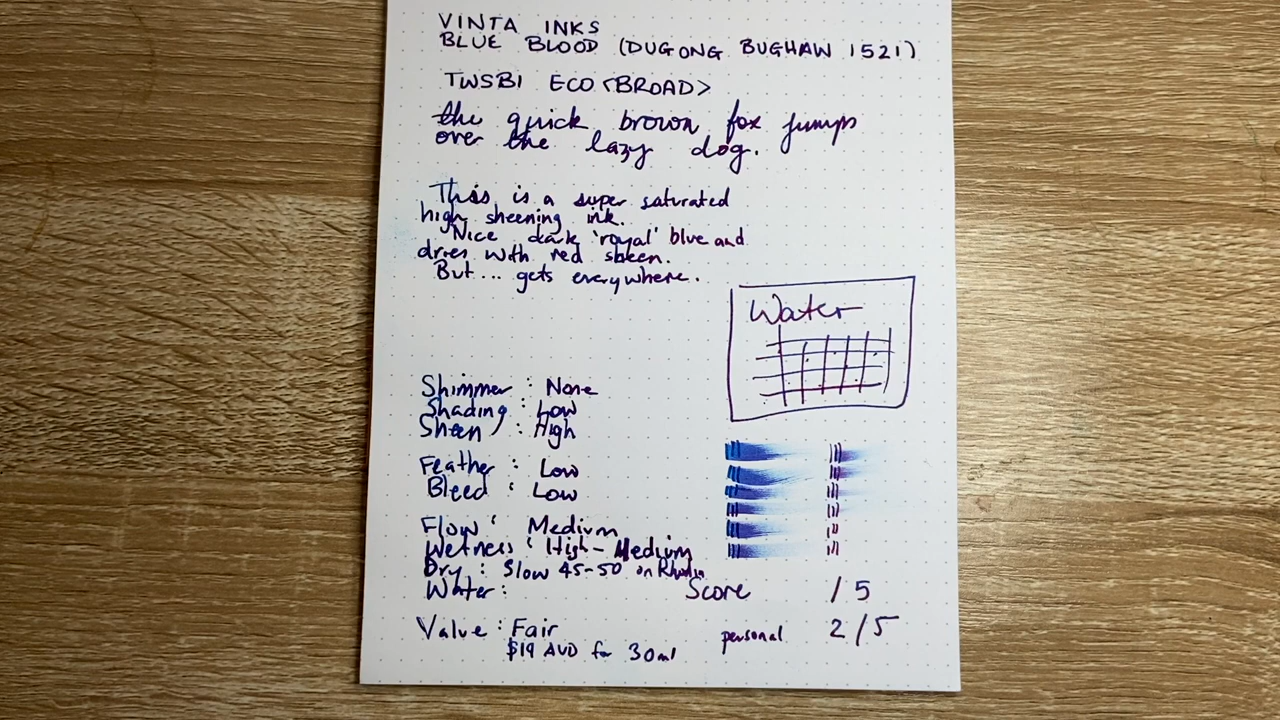 VINTA INKS
BLUE BLOOD (DUGONG BUGHAW 1521)
TWSBI ECO <BROAD>
the quick brown fox jumps
over the lazy dog.
This is a super saturated
high sheening ink.
Nice dark 'royal' blue and
dries with red sheen.
But... gets everywhere.
Water
Shimmer : None
Shading : Low
Sheen : High
Feather : Low
Bleed : Low
Flow : Medium
Wetness : High - Medium
Dry : Slow 45-50 on Rhodia
Water :
Score / 5
Value : Fair
personal 2/5
$19 AUD for 30ml